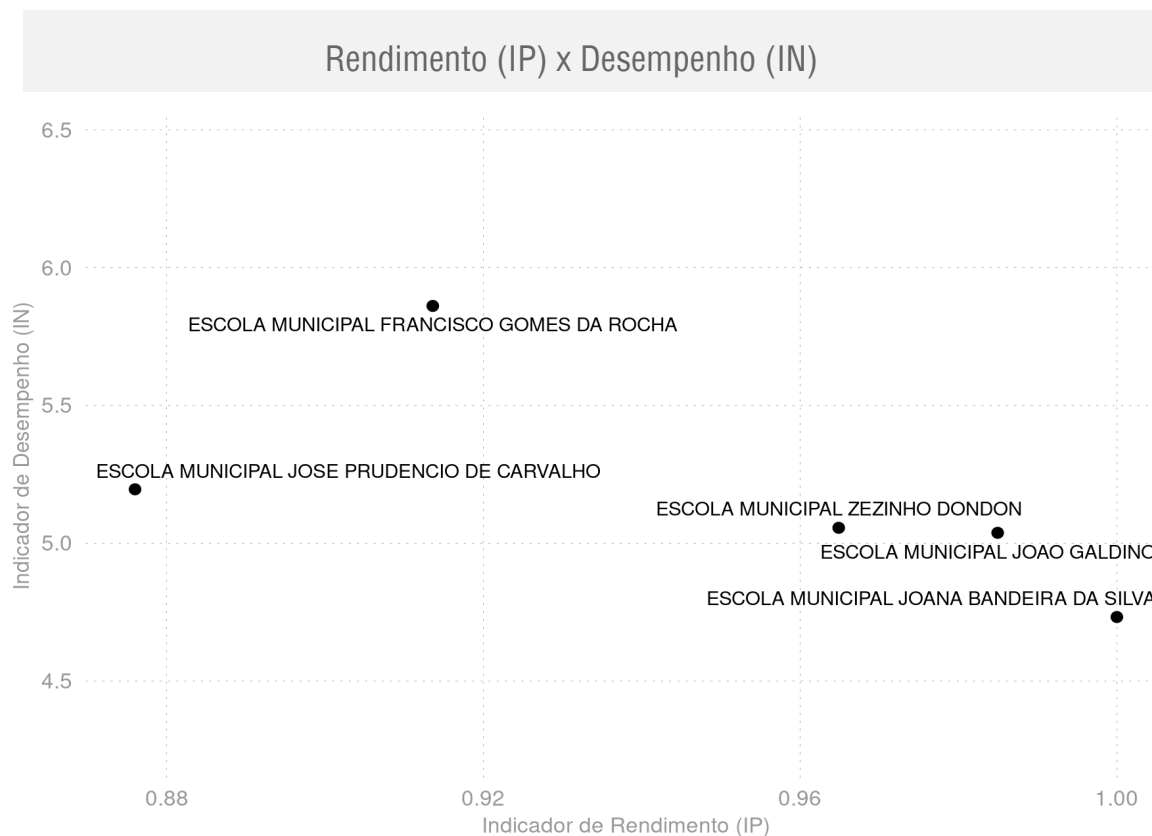 Rendimento (IP) x Desempenho (IN)
6.5
6.0
ESCOLA MUNICIPAL FRANCISCO GOMES DA ROCHA
Indicador de Desempenho (IN)
5.5
ESCOLA MUNICIPAL JOSE PRUDENCIO DE CARVALHO
ESCOLA MUNICIPAL ZEZINHO DONDON
5.0
ESCOLA MUNICIPAL JOAO GALDINO
ESCOLA MUNICIPAL JOANA BANDEIRA DA SILVA
4.5
0.88 0.92 0.96 1.00
Indicador de Rendimento (IP)